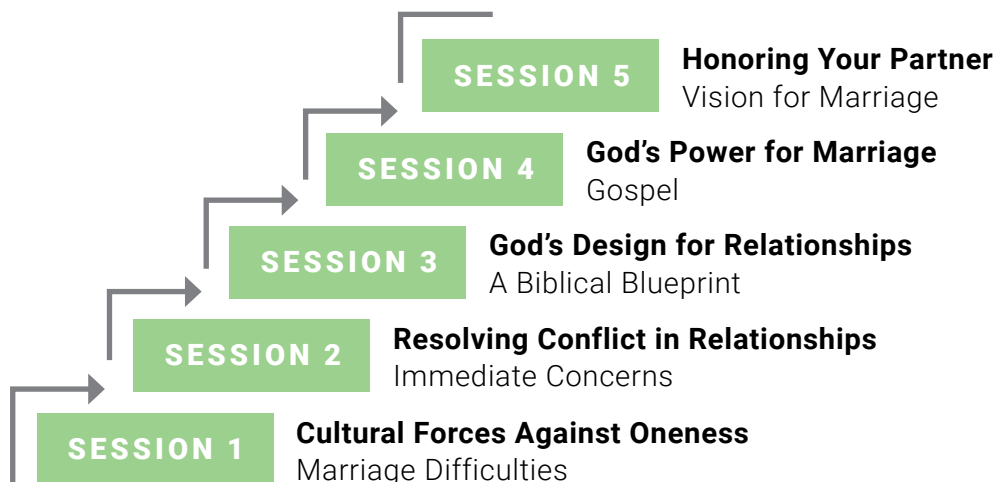 SESSION 5
Honoring Your Partner
Vision for Marriage
SESSION 4
God’s Power for Marriage
Gospel
SESSION 3
God’s Design for Relationships
A Biblical Blueprint
SESSION 2
Resolving Conflict in Relationships
Immediate Concerns
SESSION 1
Cultural Forces Against Oneness
Marriage Difficulties